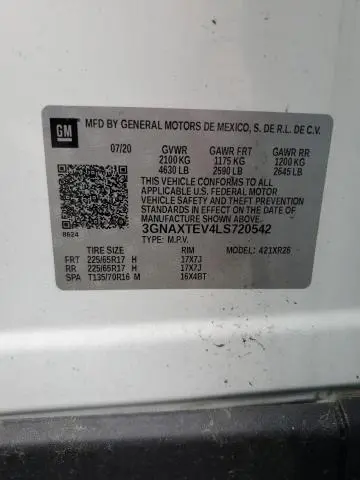 GM
MFD BY GENERAL MOTORS DE MEXICO, S. DE R.L. DE C.V.
07/20 GVWR GAWR FRT GAWR RR
2100 KG 1175 KG 1200 KG
4630 LB 2590 LB 2645 LB
THIS VEHICLE CONFORMS TO ALL
APPLICABLE U.S. FEDERAL MOTOR
VEHICLE SAFETY AND THEFT
PREVENTION STANDARDS IN EFFECT
ON THE DATE OF MANUFACTURE
SHOWN ABOVE.
8624
3GNAXTEV4LS720542
TYPE: M.P.V. MODEL: 421XR26
TIRE SIZE RIM
FRT 225/65R17 H 17X7J
RR 225/65R17 H 17X7J
SPA T135/70R16 M 16X4BT